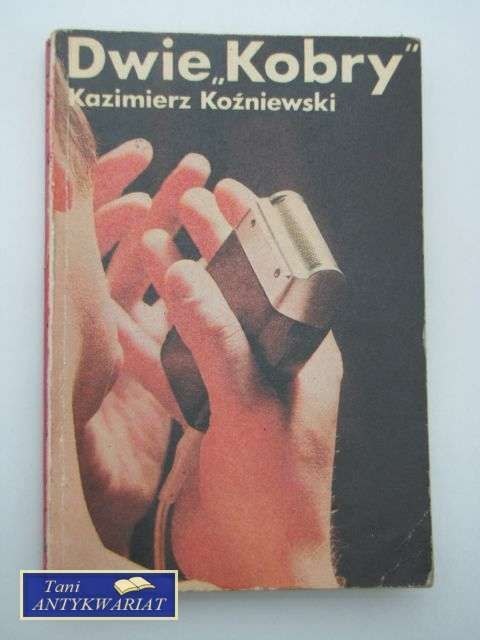 Dwie „Kobry”
Kazimierz Koźniewski
Tani
ANTYKWARIAT